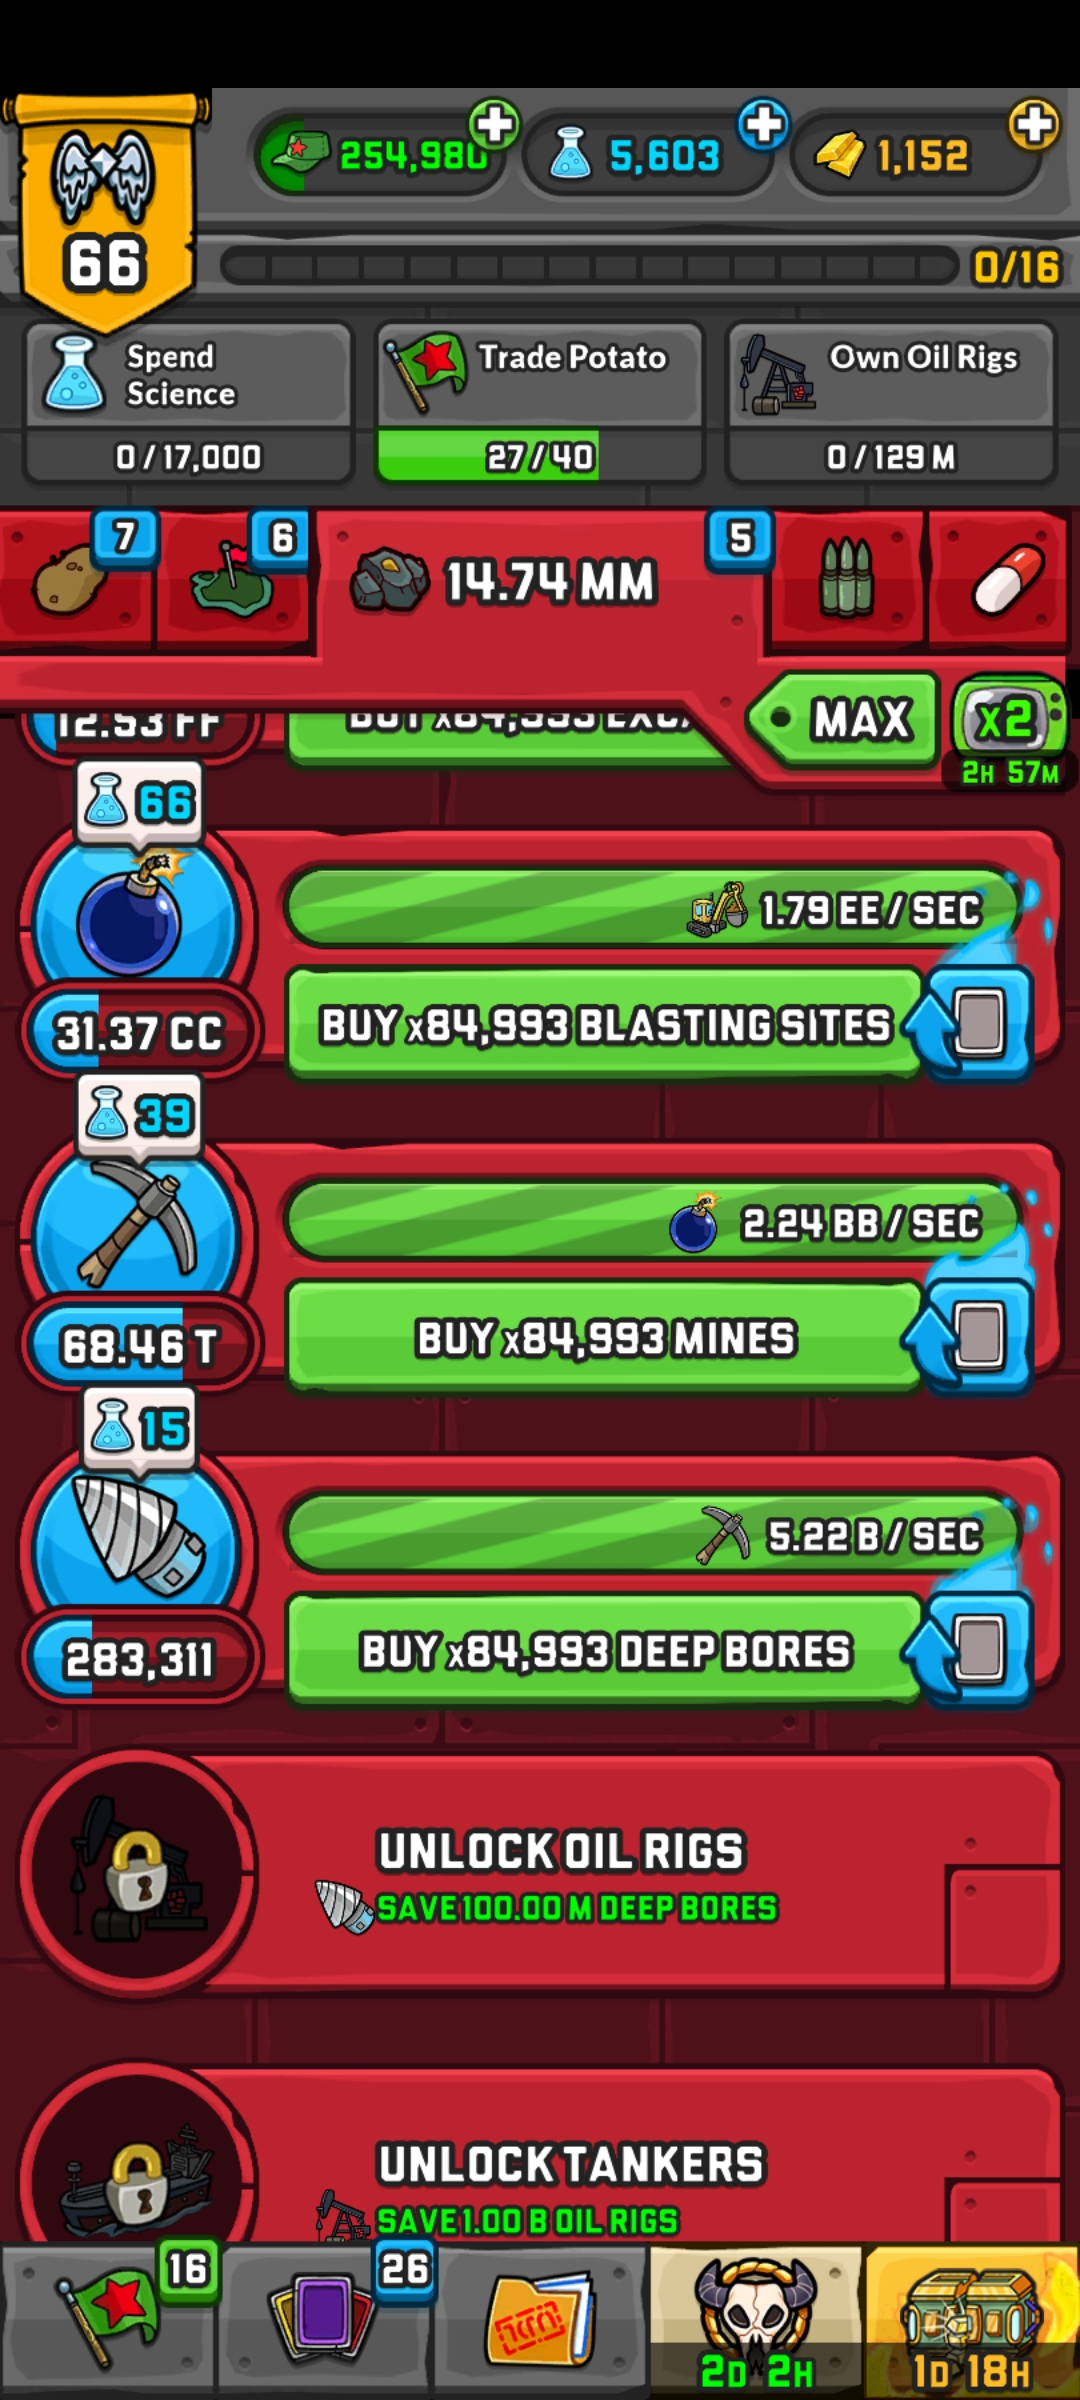 254,980
5,603
1,152
66
0/16
Spend
Science
0/17,000
Trade Potato
27/40
Own Oil Rigs
0/129 M
7
6
14.74 MM
5
MAX
x2
2H 57M
12.53 FF
66
1.79 EE/SEC
BUY x84,993 BLASTING SITES
31.37 CC
39
2.24 BB/SEC
BUY x84,993 MINES
68.46 T
15
5.22 B/SEC
BUY x84,993 DEEP BORES
283,311
UNLOCK OIL RIGS
SAVE 100.00 M DEEP BORES
UNLOCK TANKERS
SAVE 1.00 B OIL RIGS
16
26
2D 2H
1D 18H